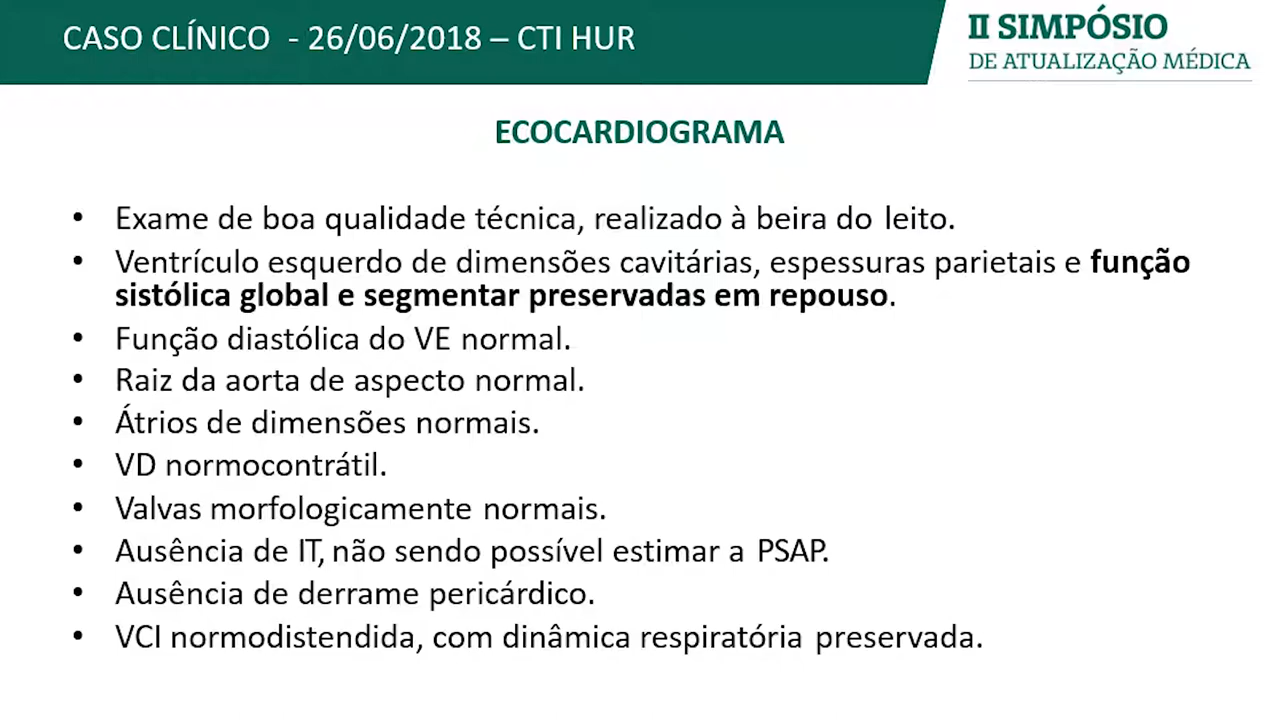 CASO CLÍNICO - 26/06/2018 – CTI HUR
II SIMPÓSIO
DE ATUALIZAÇÃO MÉDICA
ECOCARDIOGRAMA
• Exame de boa qualidade técnica, realizado à beira do leito.
• Ventrículo esquerdo de dimensões cavitárias, espessuras parietais e função
sistólica global e segmentar preservadas em repouso.
• Função diastólica do VE normal.
• Raiz da aorta de aspecto normal.
• Átrios de dimensões normais.
• VD normocontrátil.
• Valvas morfologicamente normais.
• Ausência de IT, não sendo possível estimar a PSAP.
• Ausência de derrame pericárdico.
• VCI normodistendida, com dinâmica respiratória preservada.